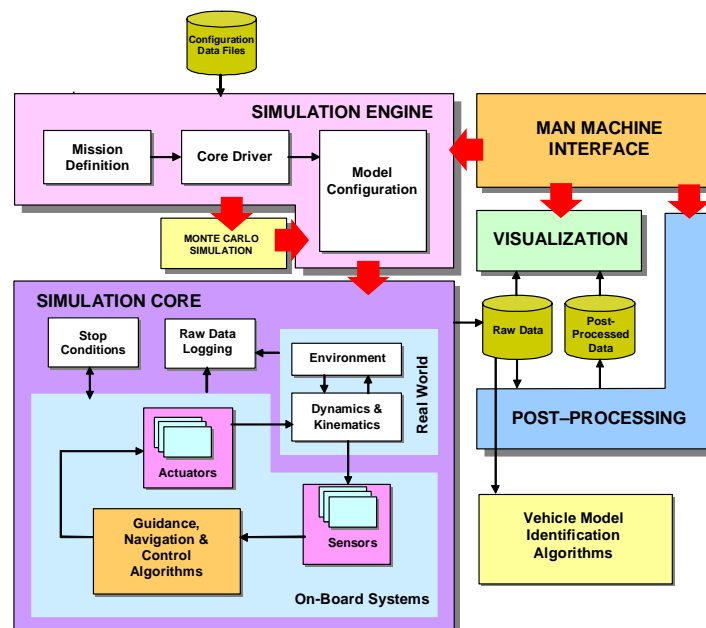 Configuration
Data Files
SIMULATION ENGINE
Mission
Definition
Core Driver
Model
Configuration
MAN MACHINE
INTERFACE
MONTE CARLO
SIMULATION
VISUALIZATION
SIMULATION CORE
Stop
Conditions
Raw Data
Logging
Environment
Dynamics &
Kinematics
Real World
Raw Data
Post-
Processed
Data
POST–PROCESSING
Actuators
Guidance,
Navigation &
Control
Algorithms
Sensors
On-Board Systems
Vehicle Model
Identification
Algorithms